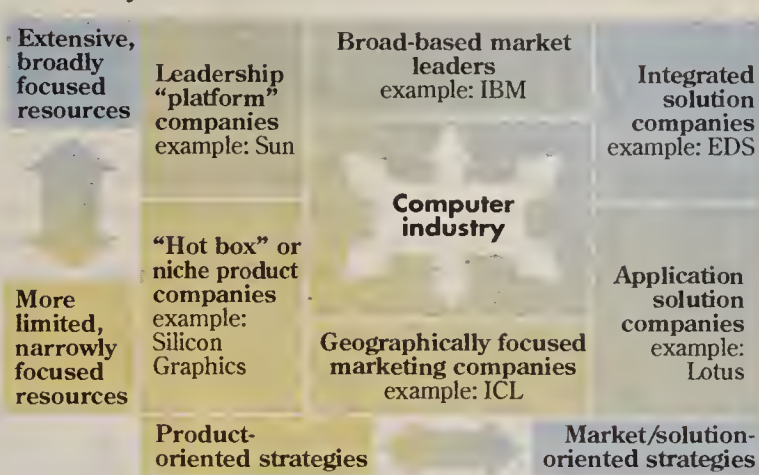 Extensive,
broadly
focused
resources
Leadership
"platform"
companies
example: Sun
Broad-based market
leaders
example: IBM
Integrated
solution
companies
example: EDS
Computer
industry
More
limited,
narrowly
focused
resources
"Hot box" or
niche product
companies
example:
Silicon
Graphics
Geographically focused
marketing companies
example: ICL
Application
solution
companies
example:
Lotus
Product-
oriented strategies
Market/solution-
oriented strategies